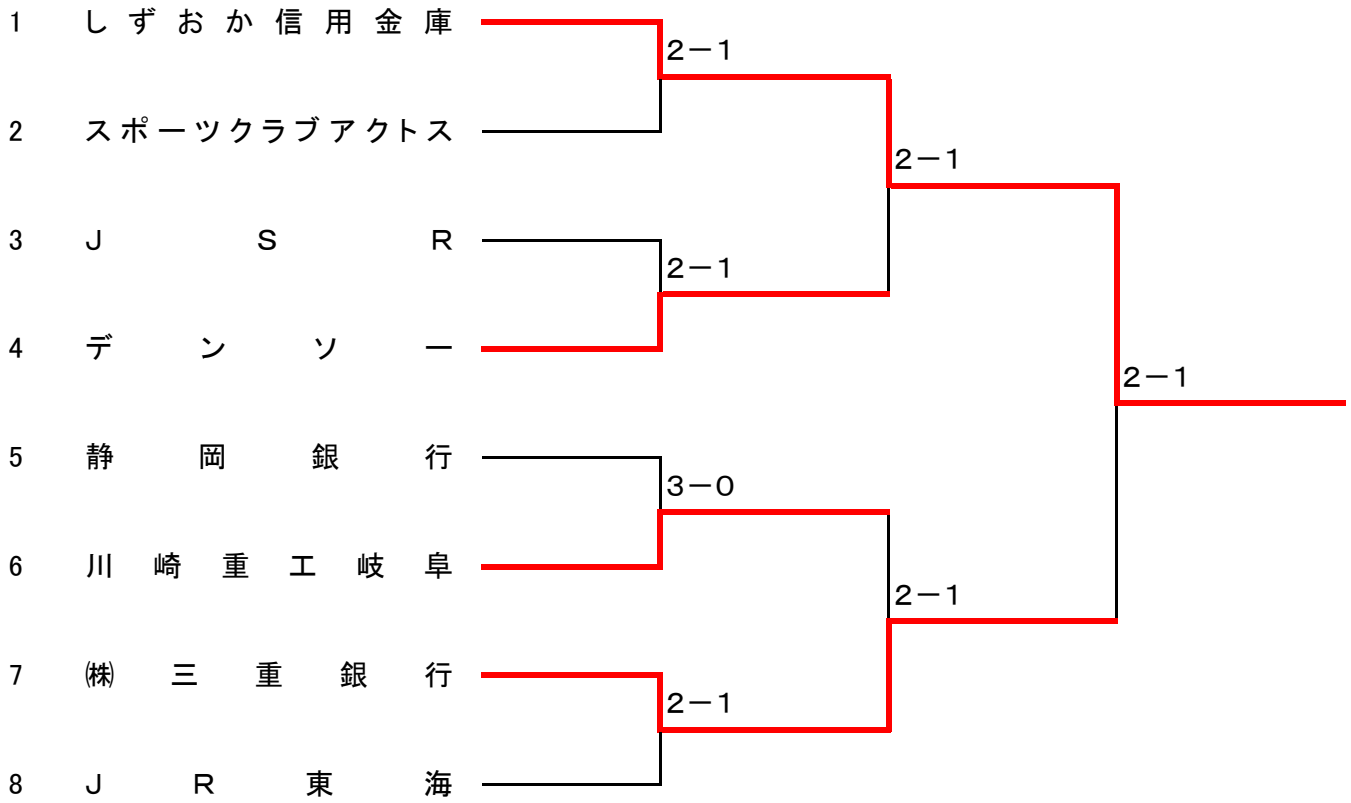 1 しずおか信用金庫
2－1
2 スポーツクラブアクトス
2－1
3 ＪＳＲ
2－1
4 デンソー
2－1
5 静岡銀行
3－0
6 川崎重工岐阜
2－1
7 ㈱三重銀行
2－1
8 ＪＲ東海